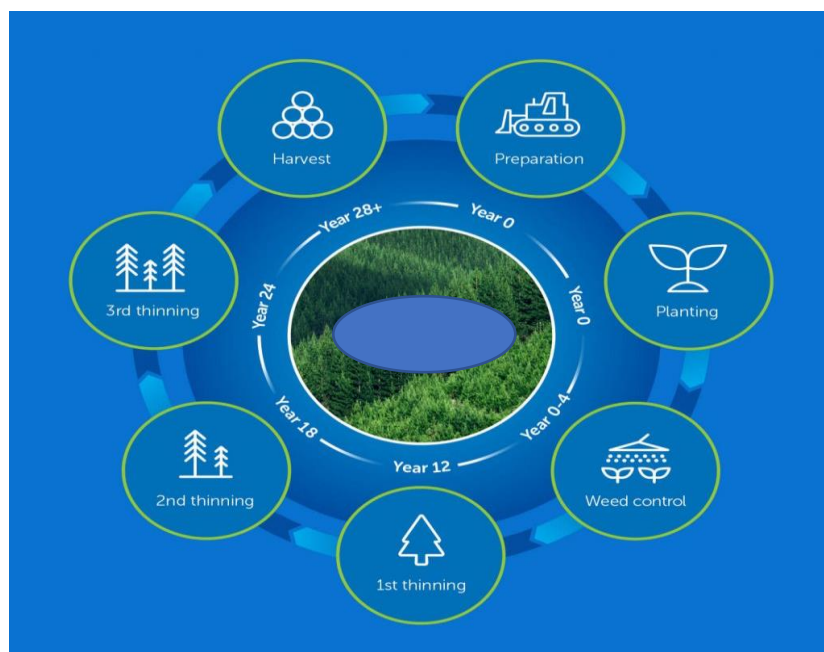 Harvest
Preparation
Year 28+
Year 0
3rd thinning
Year 24
Year 0
Planting
Year 18
Year 0-4
Year 12
2nd thinning
Weed control
1st thinning